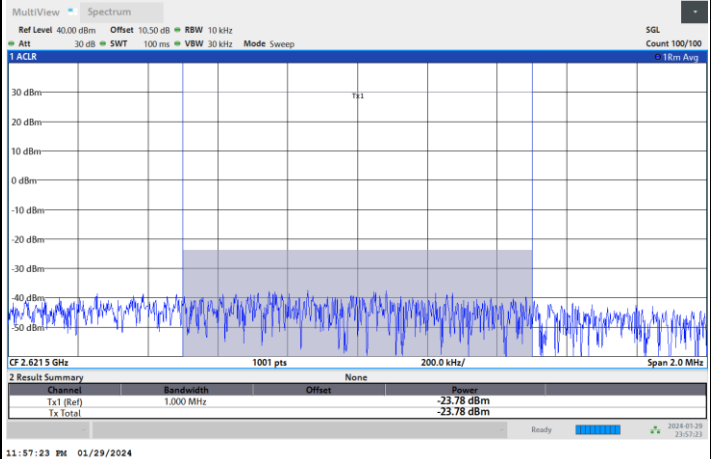 MultiView Spectrum
Ref Level 40.00 dBm Offset 10.50 dB RBW 10 kHz SGL
Att 30 dB SWT 100 ms VBW 30 kHz Mode Sweep Count 100/100
1 ACLR 1Rm Avg
Tx1
30 dBm
20 dBm
10 dBm
0 dBm
-10 dBm
-20 dBm
-30 dBm
-40 dBm
-50 dBm
CF 2.6215 GHz 1001 pts 200.0 kHz/ Span 2.0 MHz
2 Result Summary None
Channel Bandwidth Offset Power
Tx1 (Ref) 1.000 MHz -23.78 dBm
Tx Total -23.78 dBm
Ready 2024-01-29
23:57:23
11:57:23 PM 01/29/2024